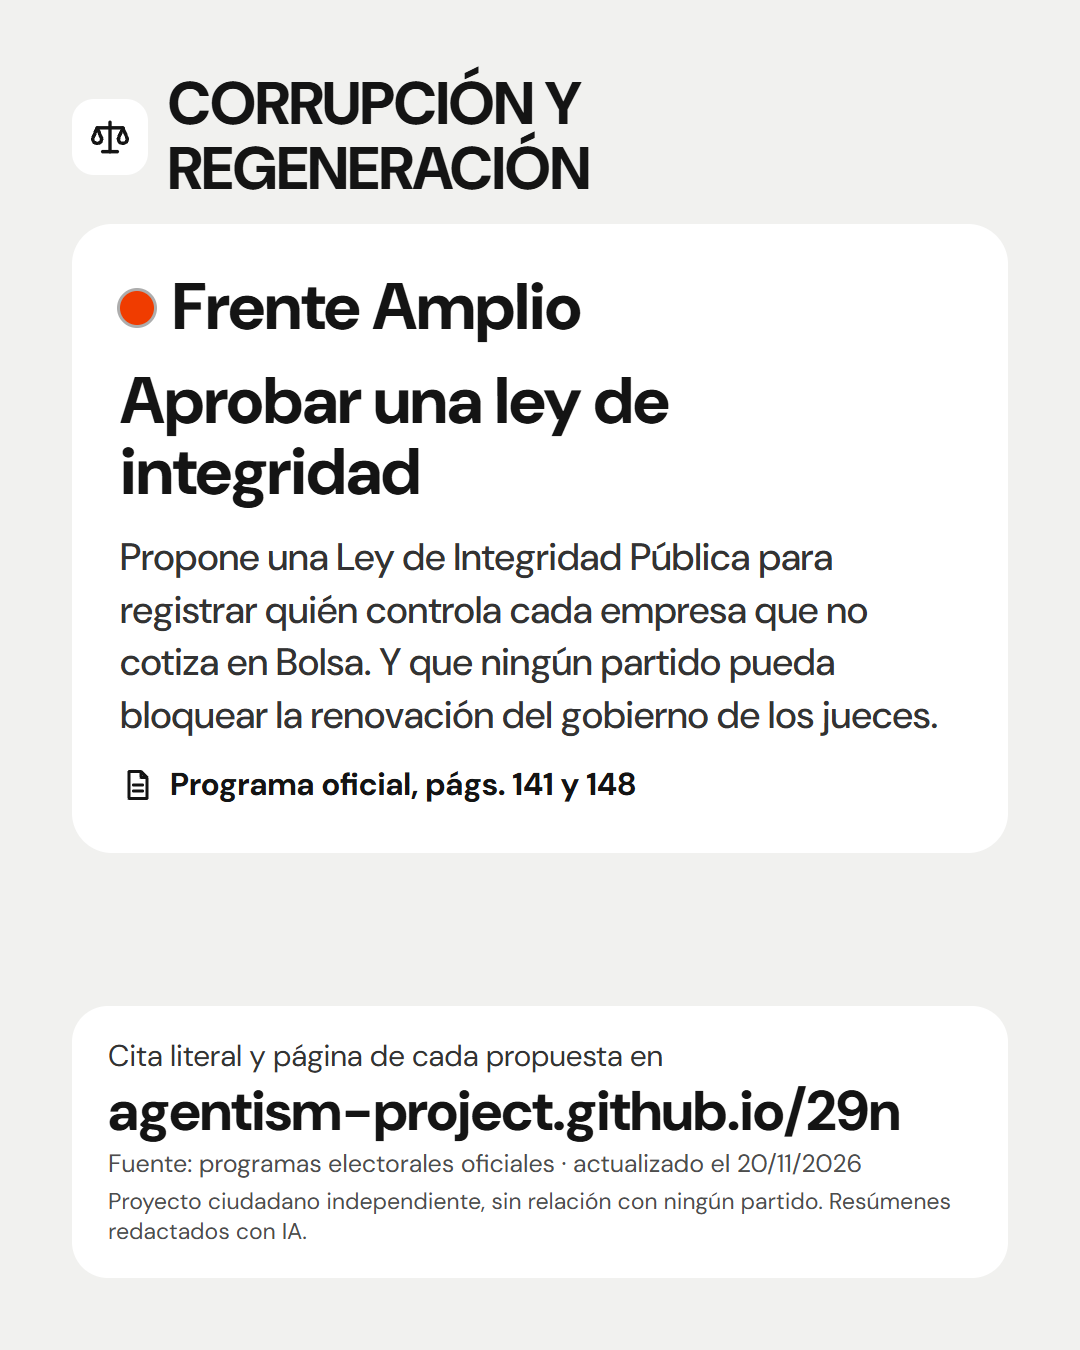 CORRUPCIÓN Y
REGENERACIÓN
Frente Amplio
Aprobar una ley de
integridad
Propone una Ley de Integridad Pública para
registrar quién controla cada empresa que no
cotiza en Bolsa. Y que ningún partido pueda
bloquear la renovación del gobierno de los jueces.
Programa oficial, págs. 141 y 148
Cita literal y página de cada propuesta en
agentism-project.github.io/29n
Fuente: programas electorales oficiales · actualizado el 20/11/2026
Proyecto ciudadano independiente, sin relación con ningún partido. Resúmenes
redactados con IA.